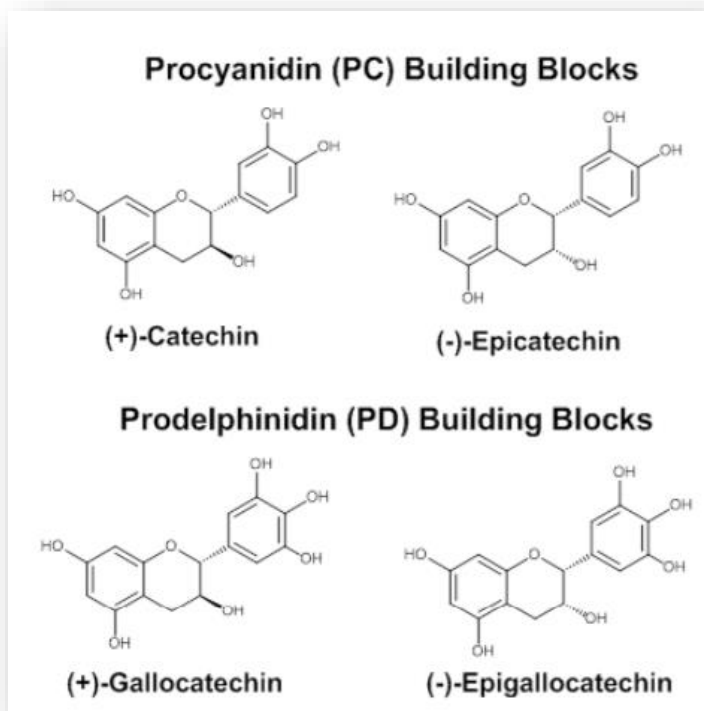 Procyanidin (PC) Building Blocks
OH
OH
HO
O
OH
OH
(+)-Catechin
OH
OH
HO
O
OH
OH
(-)-Epicatechin
Prodelphinidin (PD) Building Blocks
OH
OH
HO
O
OH
OH
OH
(+)-Gallocatechin
OH
OH
HO
O
OH
OH
OH
(-)-Epigallocatechin